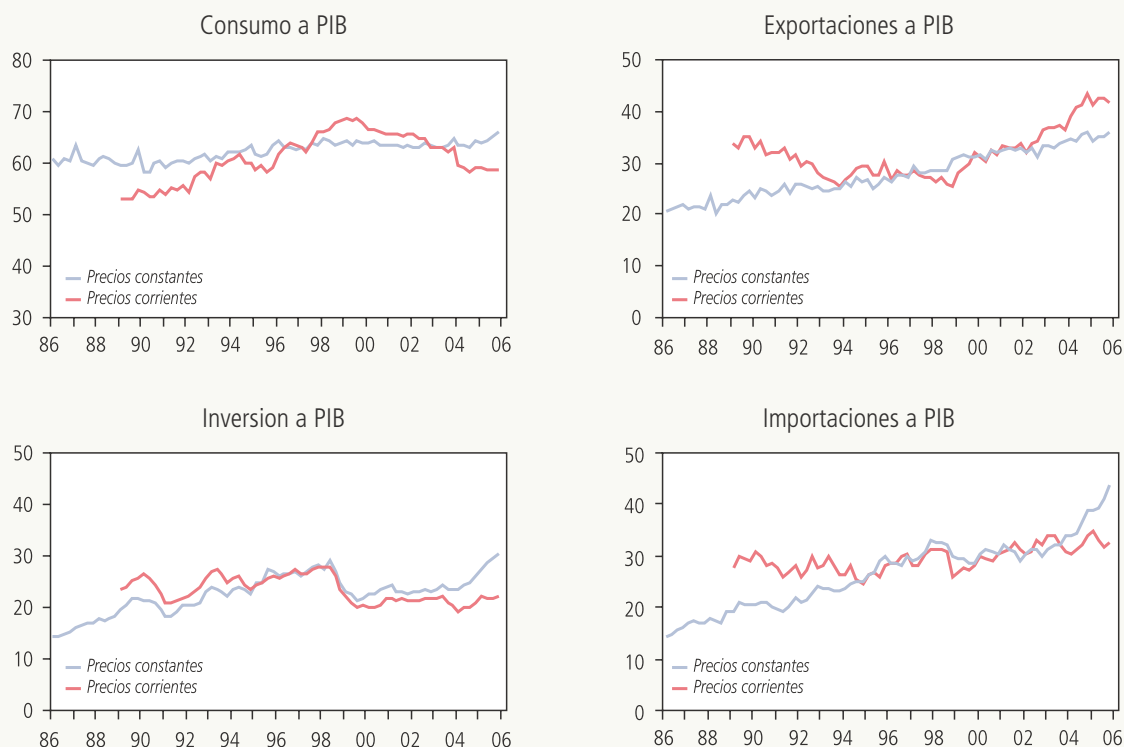 Consumo a PIB
80
70
60
50
40
30
Precios constantes
Precios corrientes
86 88 90 92 94 96 98 00 02 04 06
Exportaciones a PIB
50
40
30
20
10
0
Precios constantes
Precios corrientes
86 88 90 92 94 96 98 00 02 04 06
Inversion a PIB
50
40
30
20
10
0
Precios constantes
Precios corrientes
86 88 90 92 94 96 98 00 02 04 06
Importaciones a PIB
50
40
30
20
10
0
Precios constantes
Precios corrientes
86 88 90 92 94 96 98 00 02 04 06